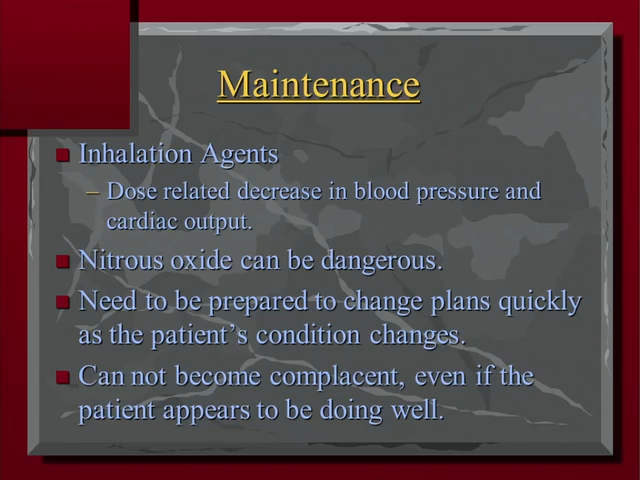 Maintenance
■ Inhalation Agents
– Dose related decrease in blood pressure and
cardiac output.
■ Nitrous oxide can be dangerous.
■ Need to be prepared to change plans quickly
as the patient’s condition changes.
■ Can not become complacent, even if the
patient appears to be doing well.